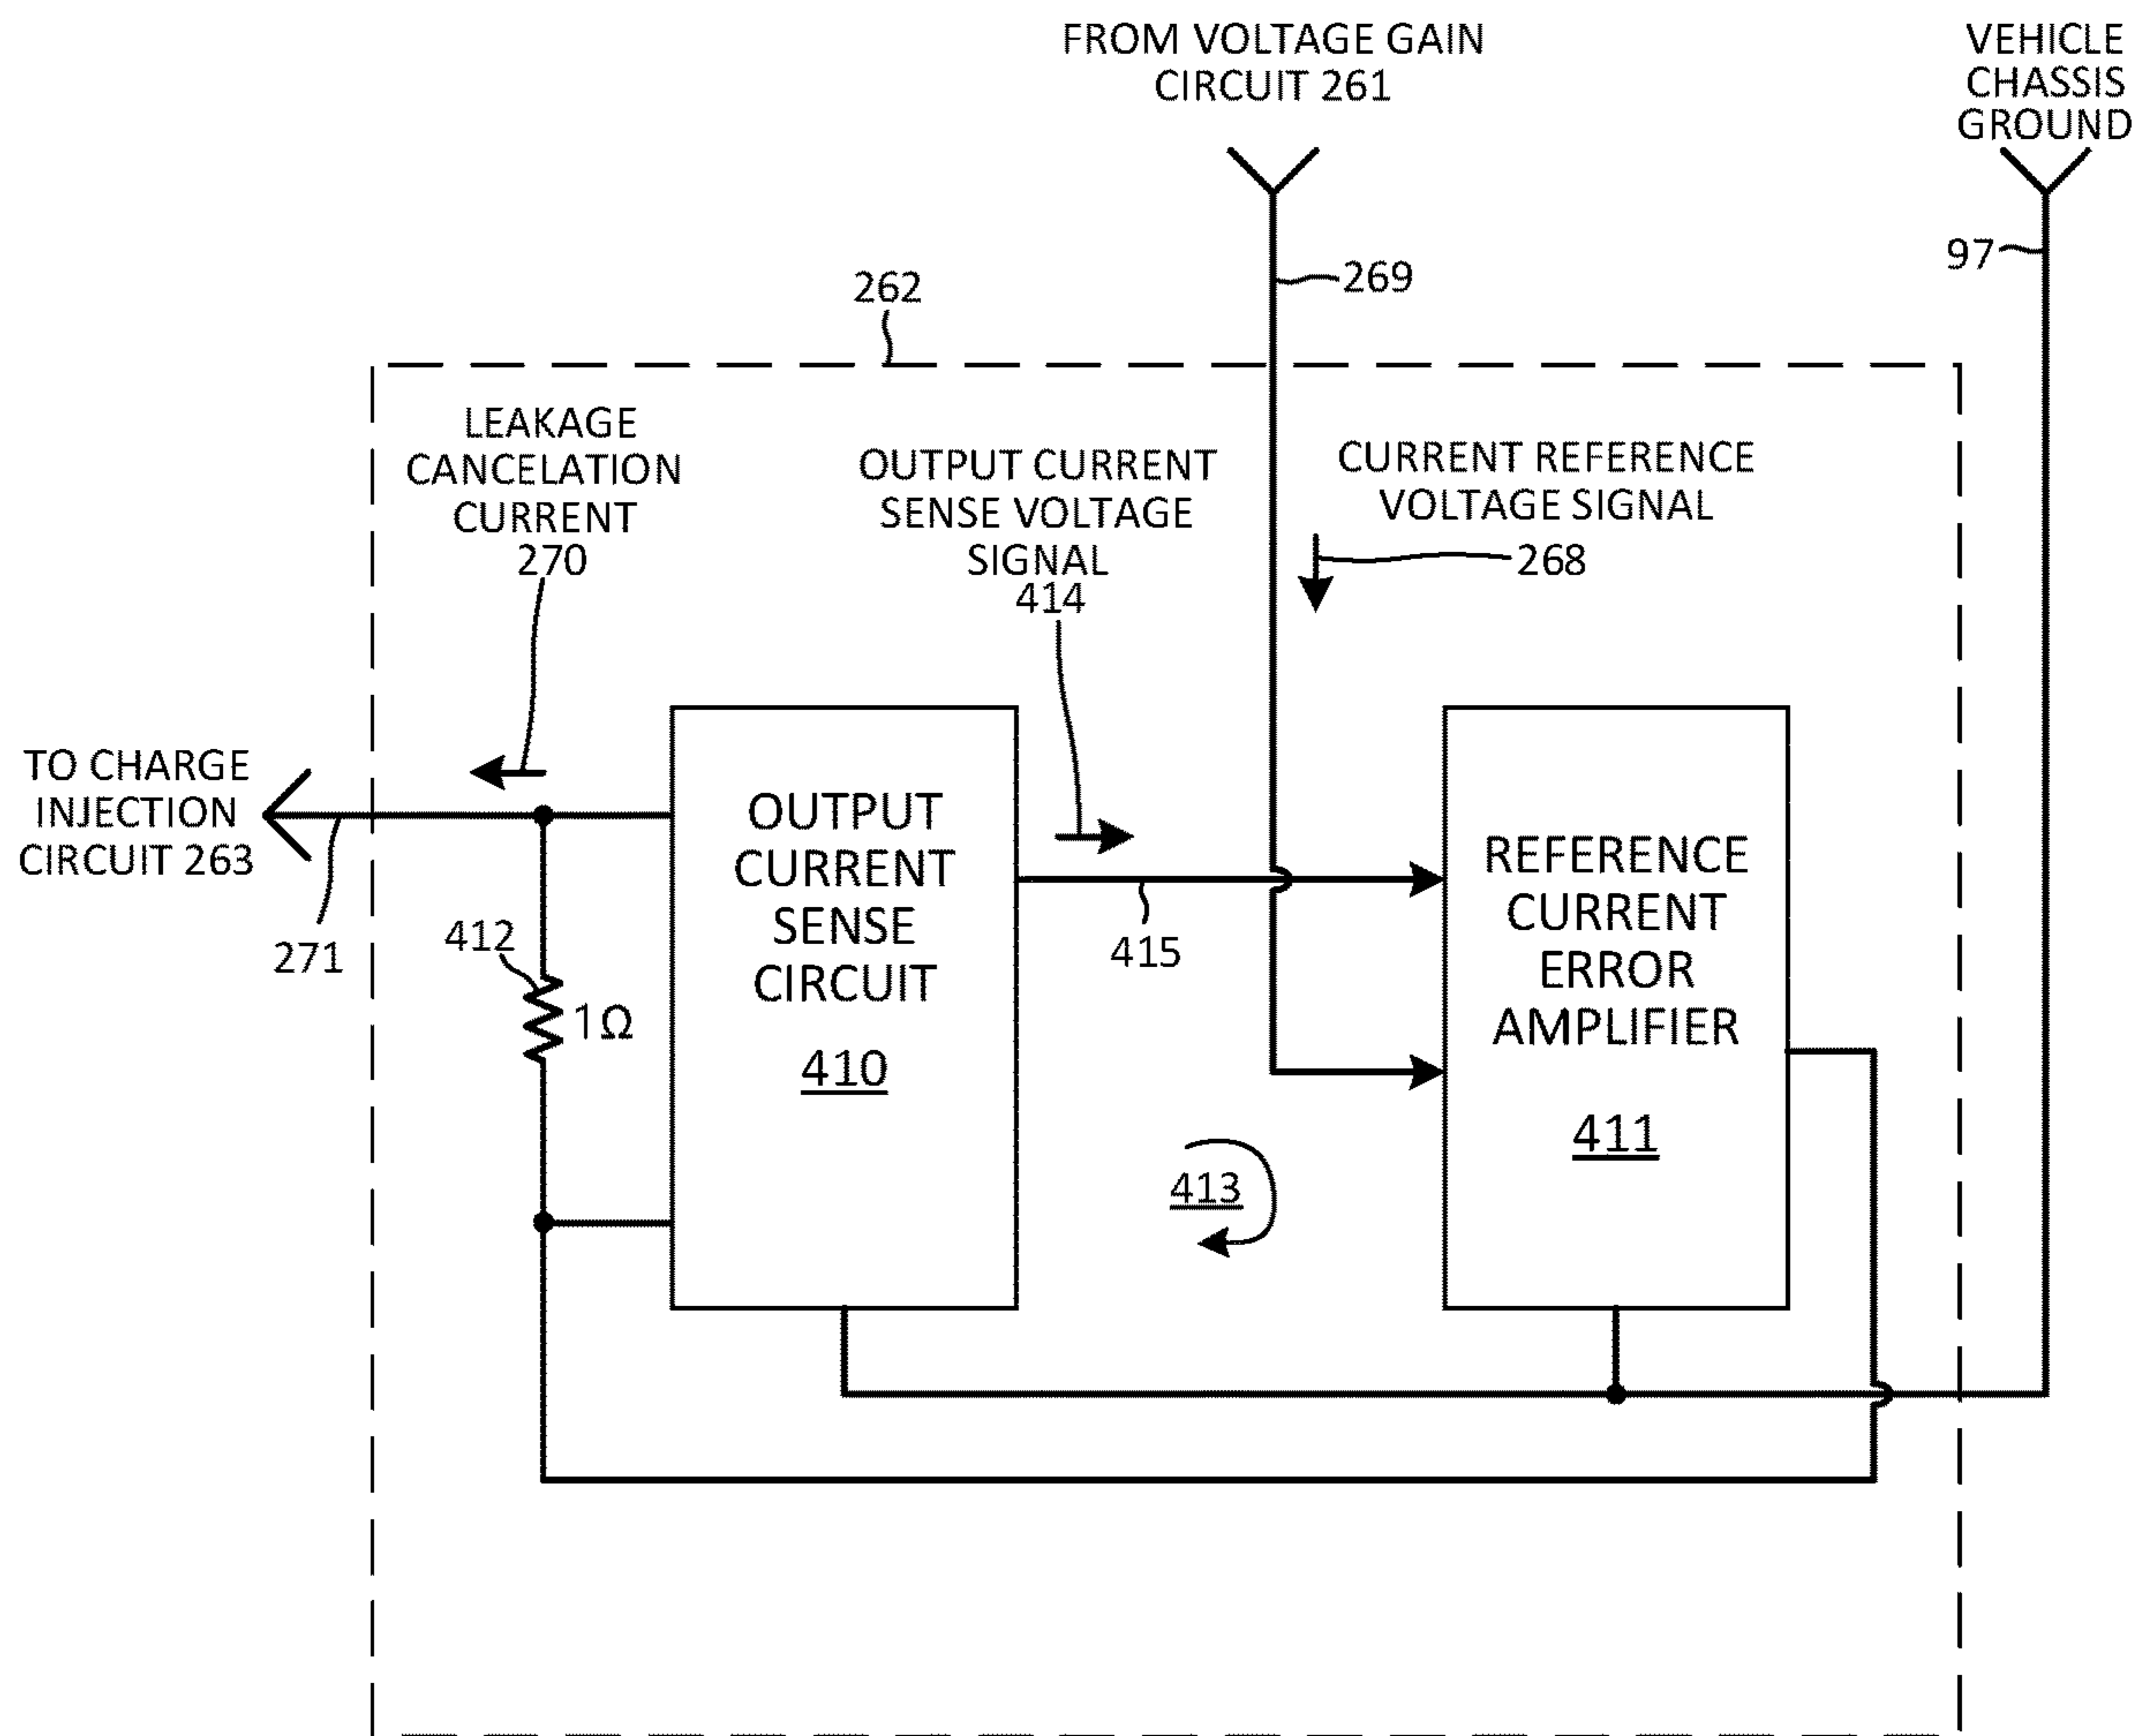 FROM VOLTAGE GAIN
CIRCUIT 261
VEHICLE
CHASSIS
GROUND
97
269
262
LEAKAGE
CANCELATION
CURRENT
270
OUTPUT CURRENT
SENSE VOLTAGE
SIGNAL
414
CURRENT REFERENCE
VOLTAGE SIGNAL
268
TO CHARGE
INJECTION
CIRCUIT 263
271
412
1Ω
OUTPUT
CURRENT
SENSE
CIRCUIT
410
415
REFERENCE
CURRENT
ERROR
AMPLIFIER
411
413